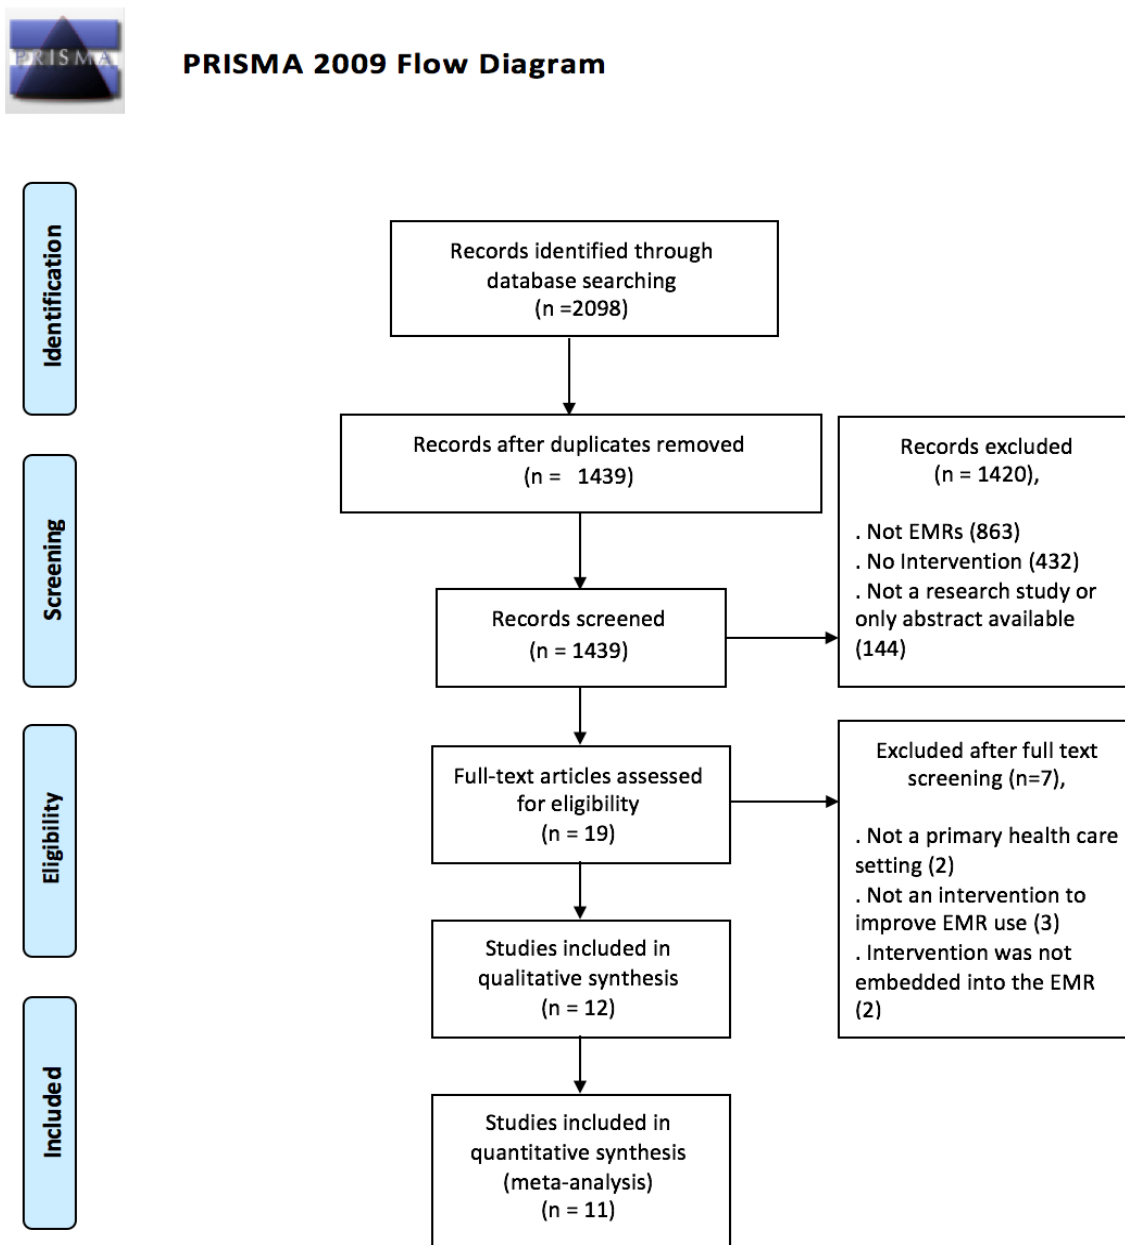 PRISMA
PRISMA 2009 Flow Diagram
Identification
Records identified through
database searching
(n =2098)
Records after duplicates removed
(n = 1439)
Screening
Records excluded
(n = 1420),
. Not EMRs (863)
. No Intervention (432)
. Not a research study or
only abstract available
(144)
Records screened
(n = 1439)
Eligibility
Full-text articles assessed
for eligibility
(n = 19)
Excluded after full text
screening (n=7),
. Not a primary health care
setting (2)
. Not an intervention to
improve EMR use (3)
. Intervention was not
embedded into the EMR
(2)
Studies included in
qualitative synthesis
(n = 12)
Included
Studies included in
quantitative synthesis
(meta-analysis)
(n = 11)